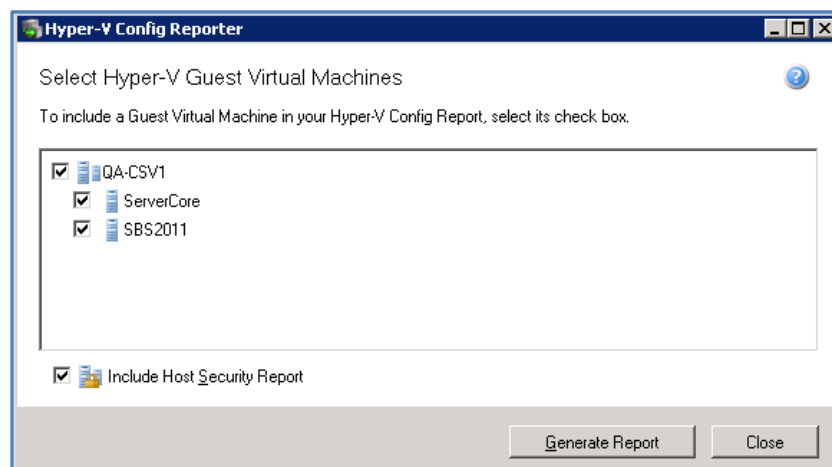 Hyper-V Config Reporter
Select Hyper-V Guest Virtual Machines
To include a Guest Virtual Machine in your Hyper-V Config Report, select its check box.
QA-CSV1
ServerCore
SBS2011
Include Host Security Report
Generate Report Close